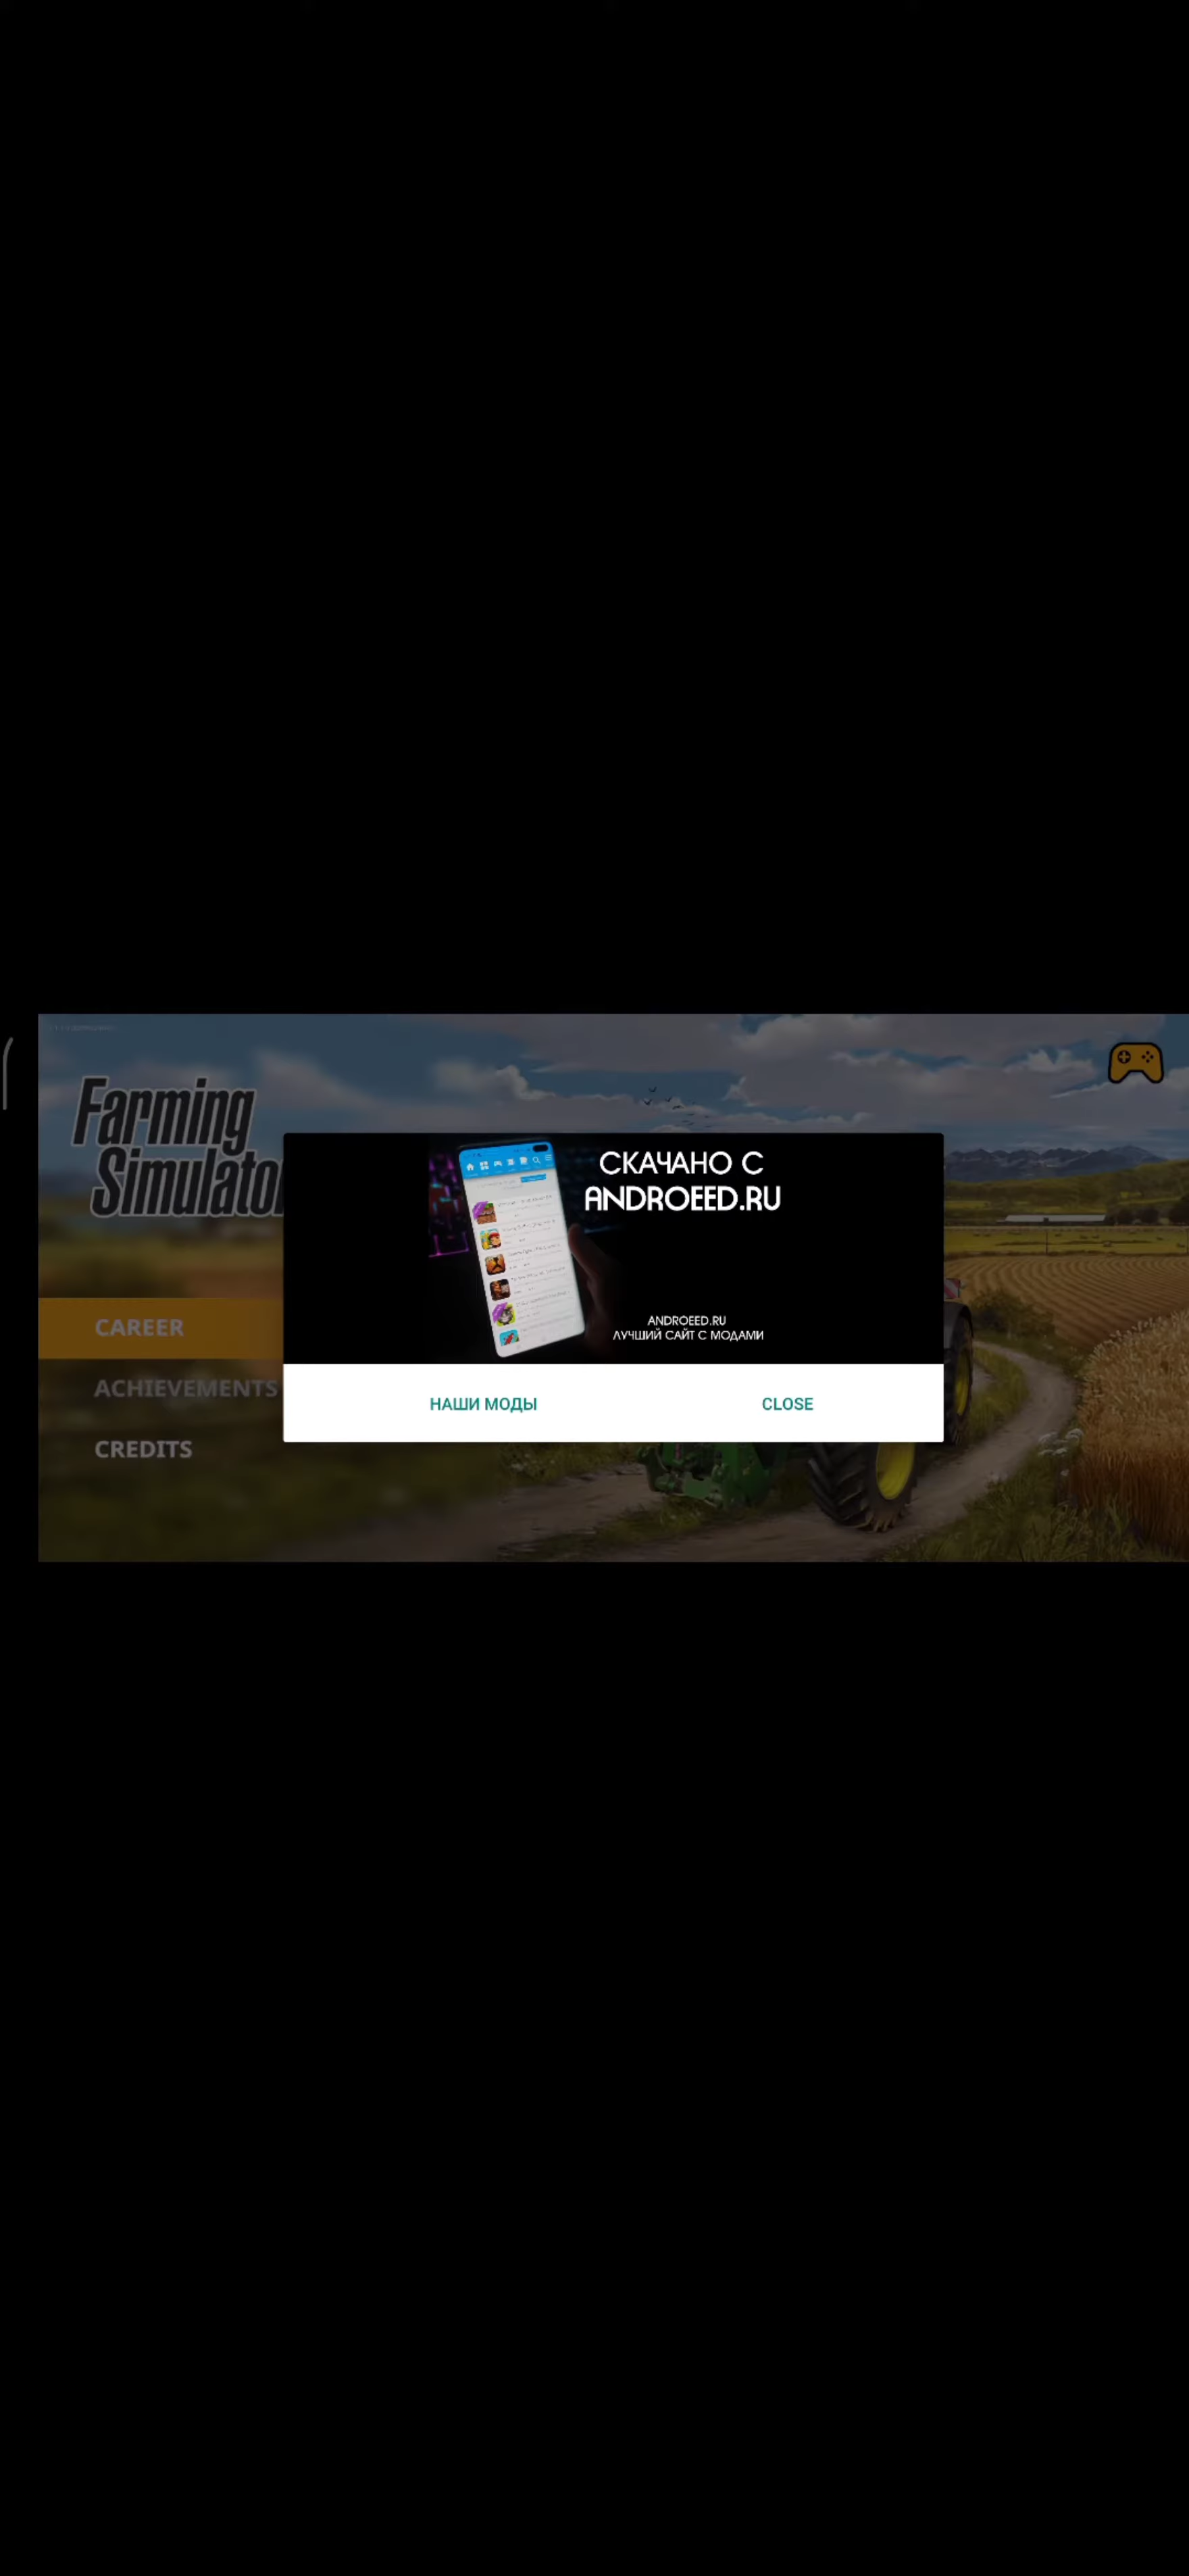 Farming
Simulator
СКАЧАНО С
ANDROEED.RU
ANDROEED.RU
ЛУЧШИЙ САЙТ С МОДАМИ
CAREER
ACHIEVEMENTS
CREDITS
НАШИ МОДЫ
CLOSE